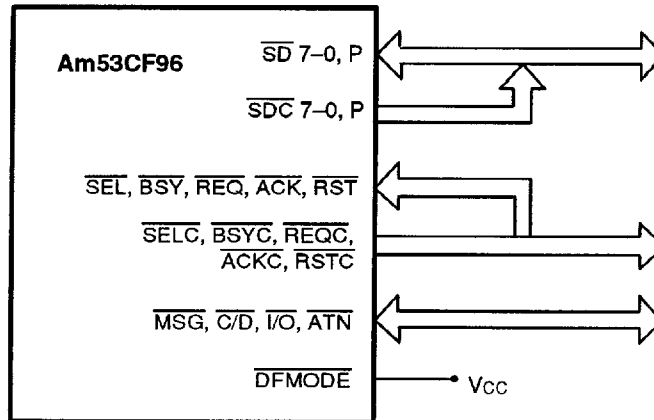 Am53CF96
SD 7–0, P
SDC 7–0, P
SEL, BSY, REQ, ACK, RST
SELC, BSYC, REQC,
ACKC, RSTC
MSG, C/D, I/O, ATN
DFMODE
VCC